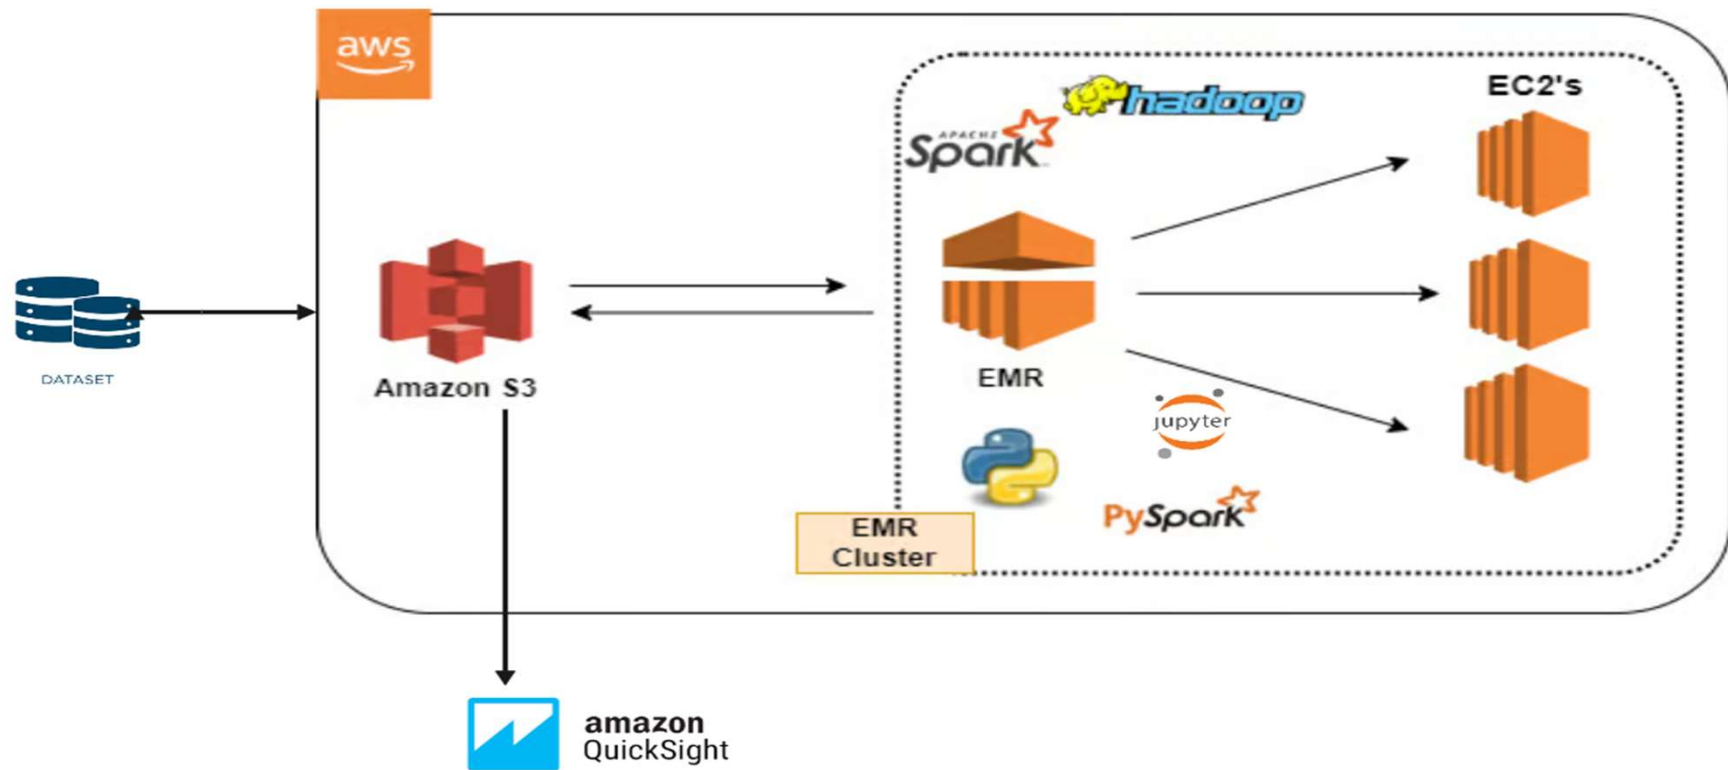 aws
EC2's
hadoop
APACHE
Spark
DATASET
Amazon S3
EMR
jupyter
PySpark
EMR
Cluster
amazon
QuickSight